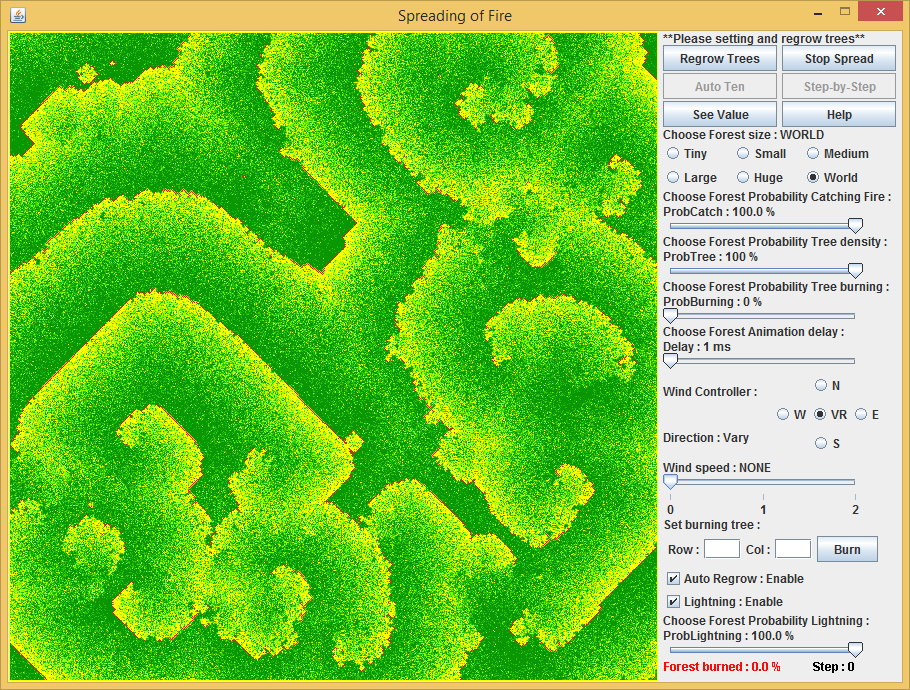 Spreading of Fire
**Please setting and regrow trees**
Regrow Trees Stop Spread
Auto Ten Step-by-Step
See Value Help
Choose Forest size : WORLD
Tiny Small Medium
Large Huge World
Choose Forest Probability Catching Fire :
ProbCatch : 100.0 %
Choose Forest Probability Tree density :
ProbTree : 100 %
Choose Forest Probability Tree burning :
ProbBurning : 0 %
Choose Forest Animation delay :
Delay : 1 ms
N
Wind Controller :
W VR E
Direction : Vary
S
Wind speed : NONE
0 1 2
Set burning tree :
Row : Col : Burn
Auto Regrow : Enable
Lightning : Enable
Choose Forest Probability Lightning :
ProbLightning : 100.0 %
Forest burned : 0.0 % Step : 0